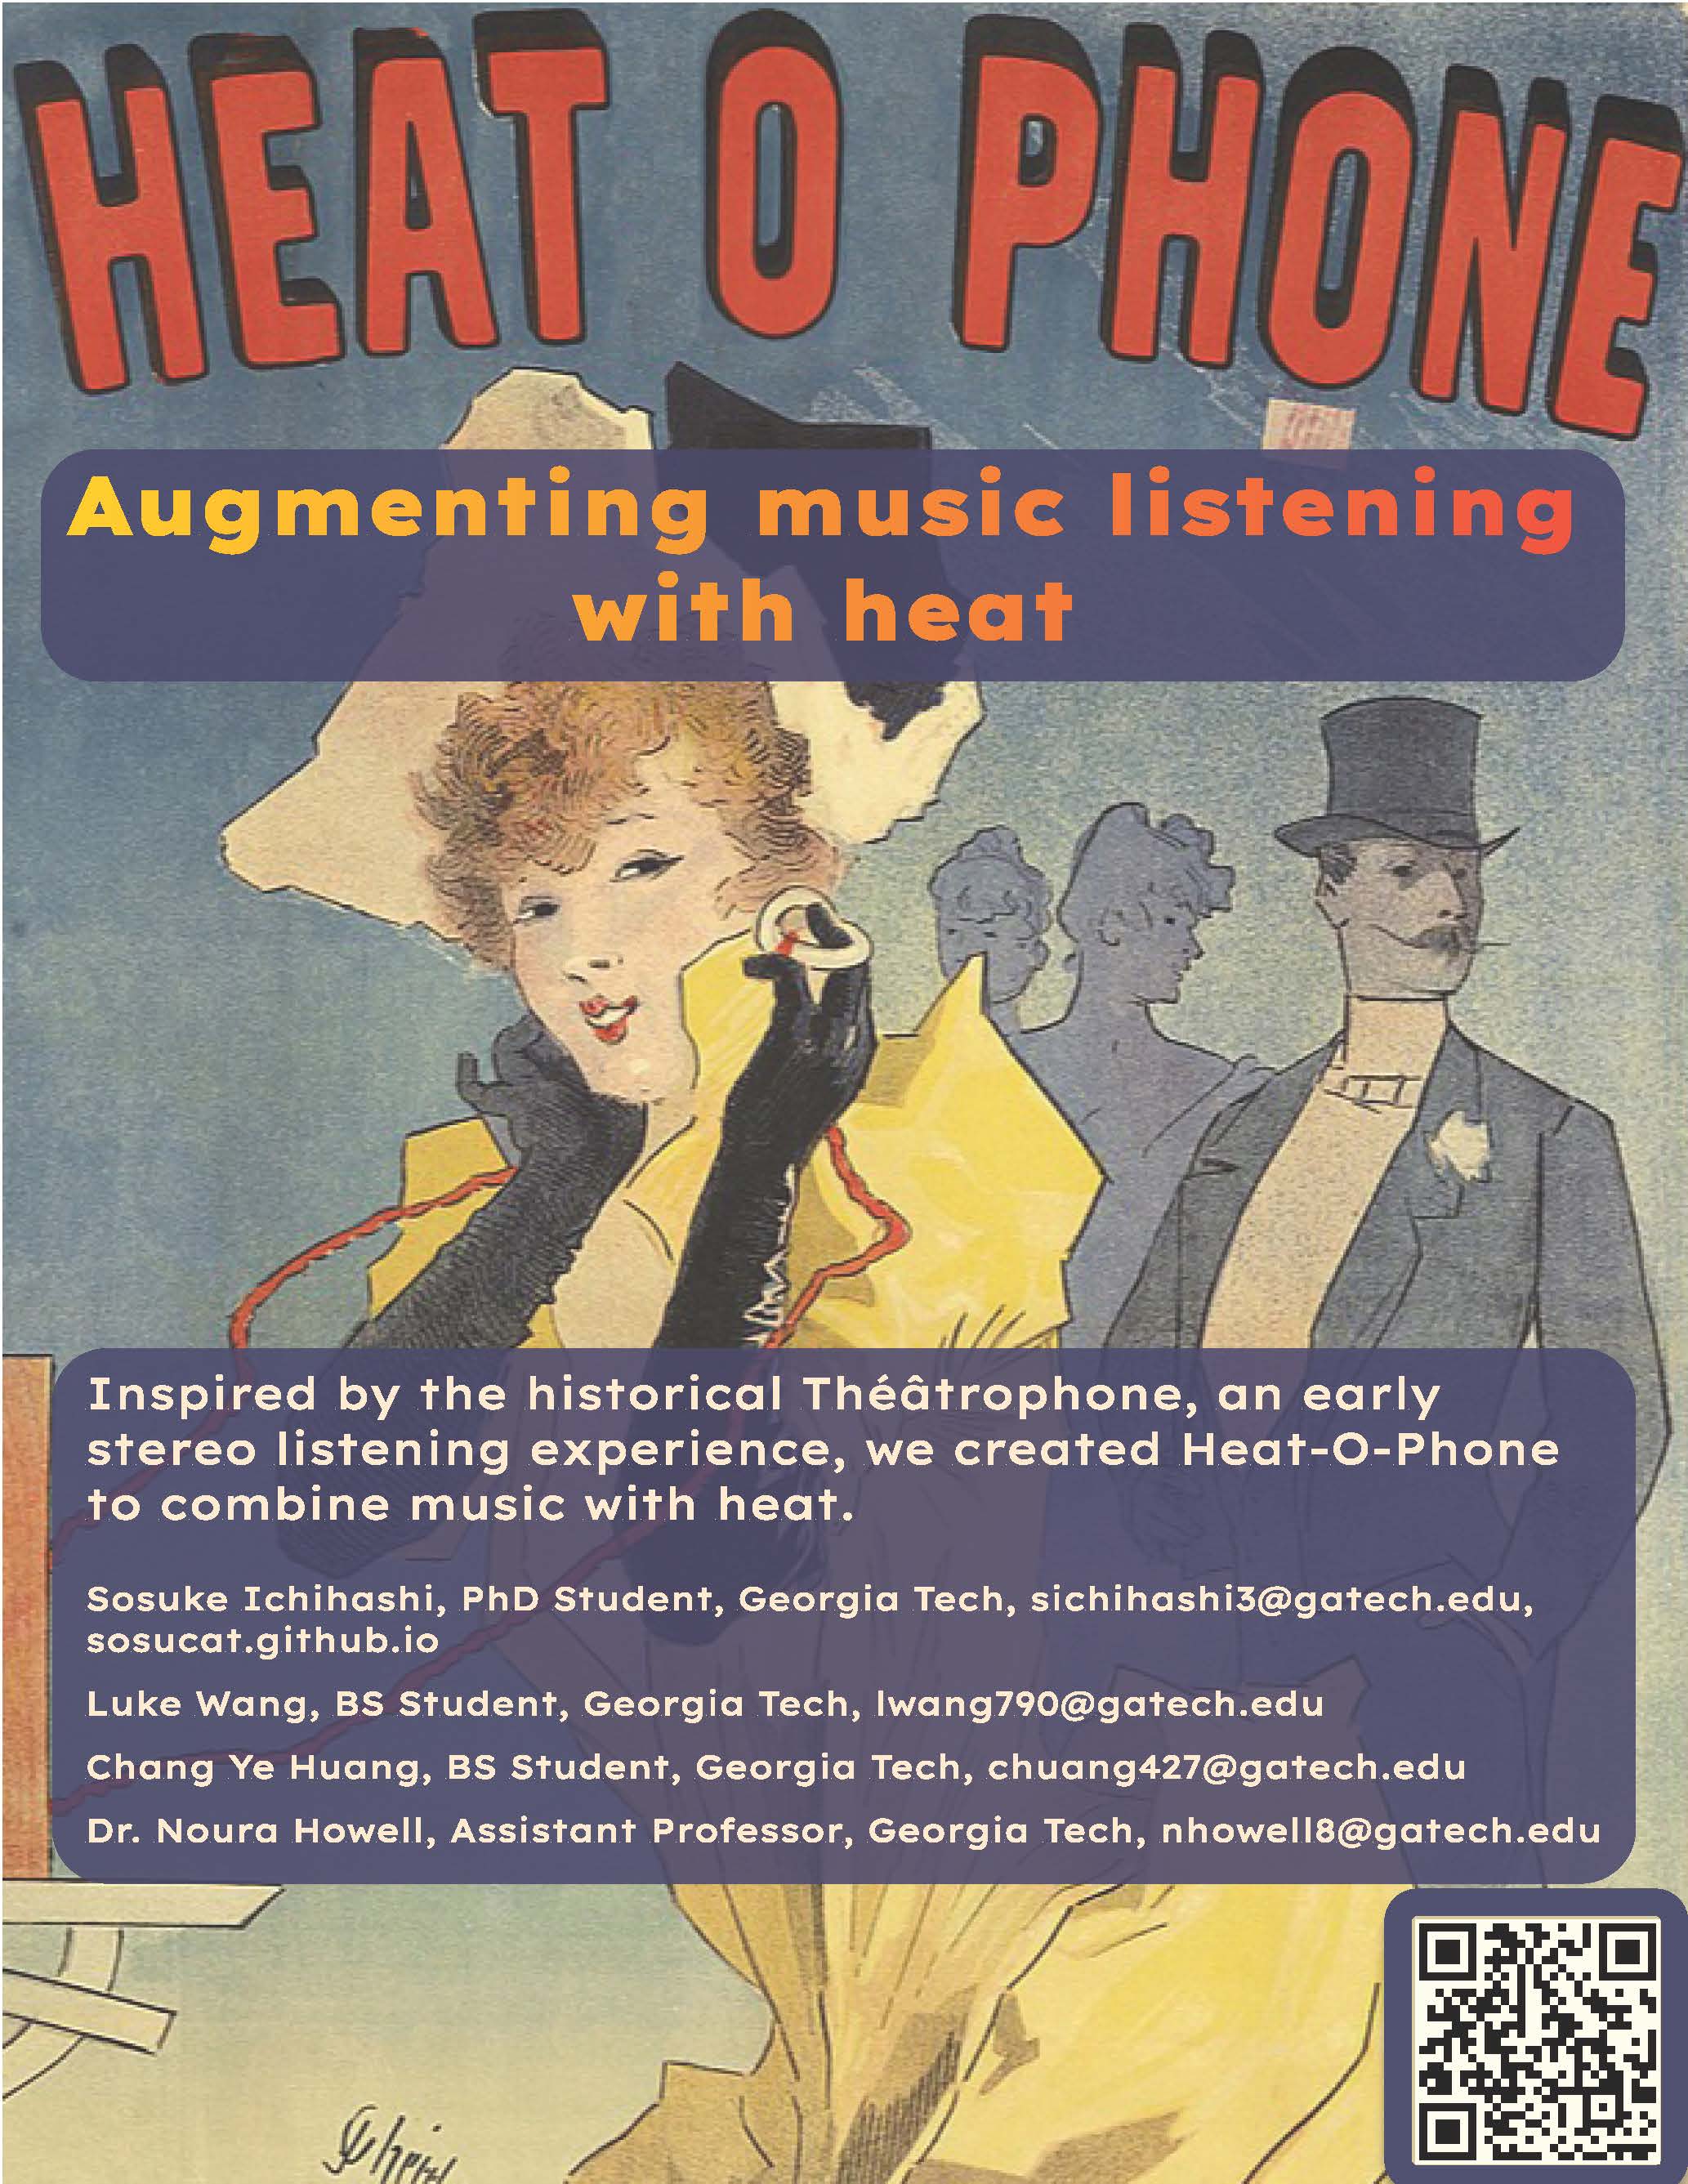 HEAT O PHONE
Augmenting music listening
with heat
Inspired by the historical Théâtrophone, an early
stereo listening experience, we created Heat-O-Phone
to combine music with heat.
Sosuke Ichihashi, PhD Student, Georgia Tech, sichihashi3@gatech.edu,
sosucat.github.io
Luke Wang, BS Student, Georgia Tech, lwang790@gatech.edu
Chang Ye Huang, BS Student, Georgia Tech, chuang427@gatech.edu
Dr. Noura Howell, Assistant Professor, Georgia Tech, nhowell8@gatech.edu